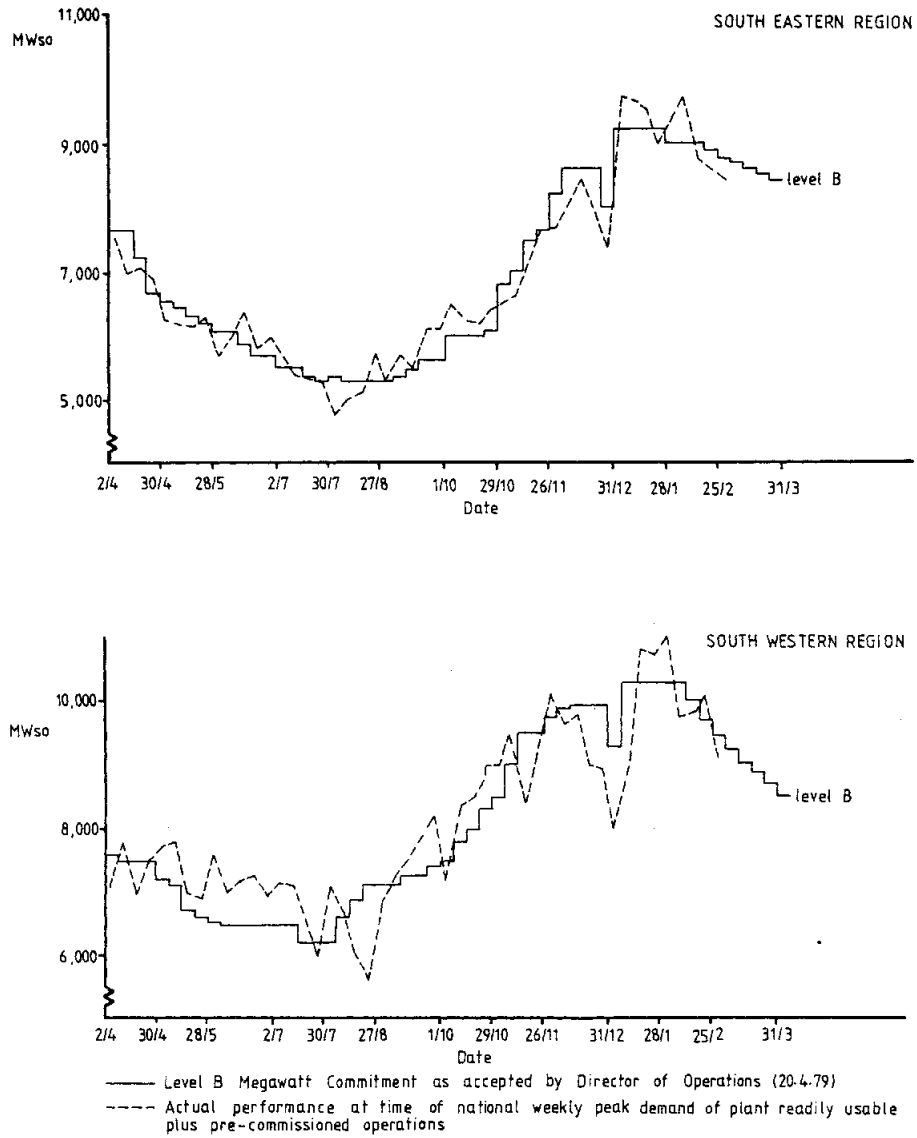 SOUTH EASTERN REGION
11,000
MWso
9,000
level B
7,000
5,000
2/4 30/4 28/5 2/7 30/7 27/8 1/10 29/10 26/11 31/12 28/1 25/2 31/3
Date
SOUTH WESTERN REGION
10,000
MWso
level B
8,000
6,000
2/4 30/4 28/5 2/7 30/7 27/8 1/10 29/10 26/11 31/12 28/1 25/2 31/3
Date
Level B Megawatt Commitment as accepted by Director of Operations (20.4.79)
Actual performance at time of national weekly peak demand of plant readily usable
plus pre-commissioned operations